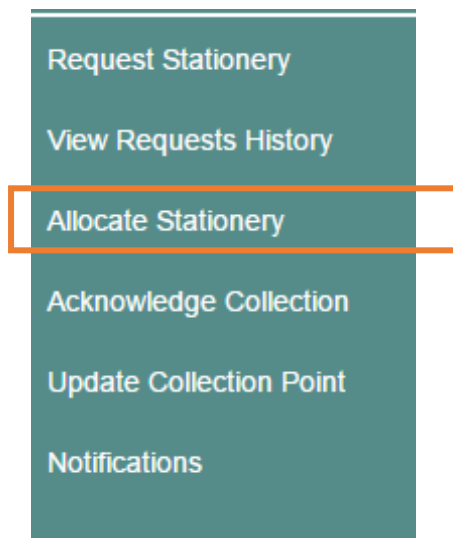 Request Stationery
View Requests History
Allocate Stationery
Acknowledge Collection
Update Collection Point
Notifications